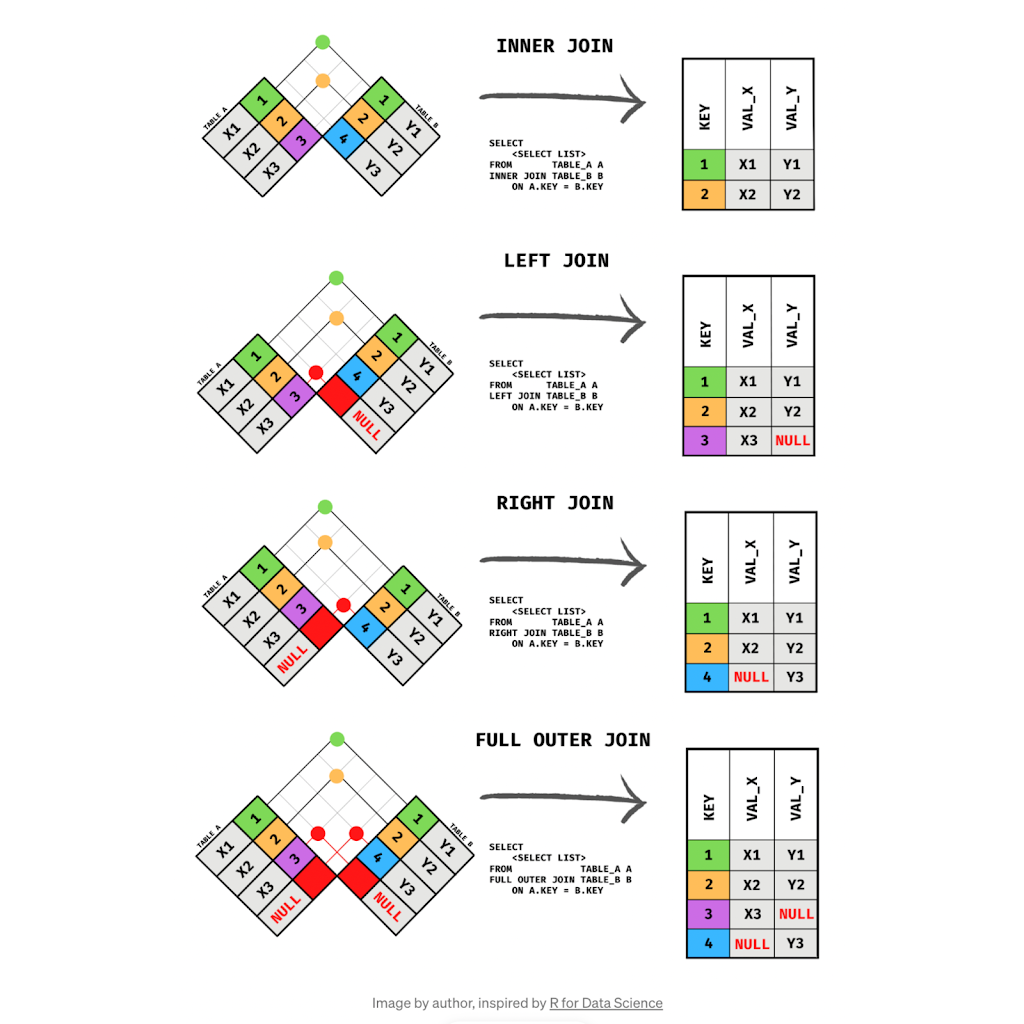 INNER JOIN
TABLE A
1
2
3
X1
X2
X3
TABLE B
1
2
4
Y1
Y2
Y3
SELECT
<SELECT LIST>
FROM TABLE_A A
INNER JOIN TABLE_B B
ON A.KEY = B.KEY
KEY VAL_X VAL_Y
1 X1 Y1
2 X2 Y2
LEFT JOIN
TABLE A
1
2
3
X1
X2
X3
TABLE B
1
2
4
Y1
Y2
Y3
NULL
SELECT
<SELECT LIST>
FROM TABLE_A A
LEFT JOIN TABLE_B B
ON A.KEY = B.KEY
KEY VAL_X VAL_Y
1 X1 Y1
2 X2 Y2
3 X3 NULL
RIGHT JOIN
TABLE A
1
2
3
X1
X2
X3
NULL
TABLE B
1
2
4
Y1
Y2
Y3
SELECT
<SELECT LIST>
FROM TABLE_A A
RIGHT JOIN TABLE_B B
ON A.KEY = B.KEY
KEY VAL_X VAL_Y
1 X1 Y1
2 X2 Y2
4 NULL Y3
FULL OUTER JOIN
TABLE A
1
2
3
X1
X2
X3
NULL
TABLE B
1
2
4
Y1
Y2
Y3
NULL
SELECT
<SELECT LIST>
FROM TABLE_A A
FULL OUTER JOIN TABLE_B B
ON A.KEY = B.KEY
KEY VAL_X VAL_Y
1 X1 Y1
2 X2 Y2
3 X3 NULL
4 NULL Y3
Image by author, inspired by R for Data Science